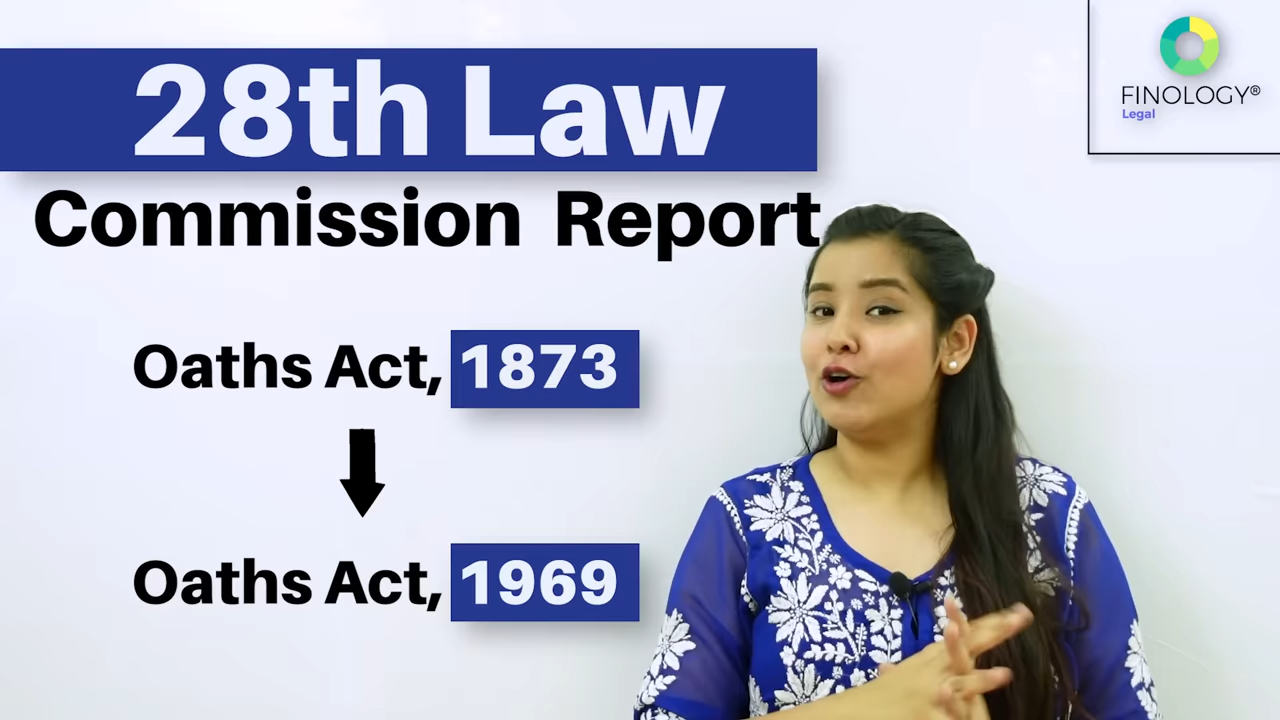 28th Law
Commission Report
FINOLOGY®
Legal
Oaths Act, 1873
Oaths Act, 1969